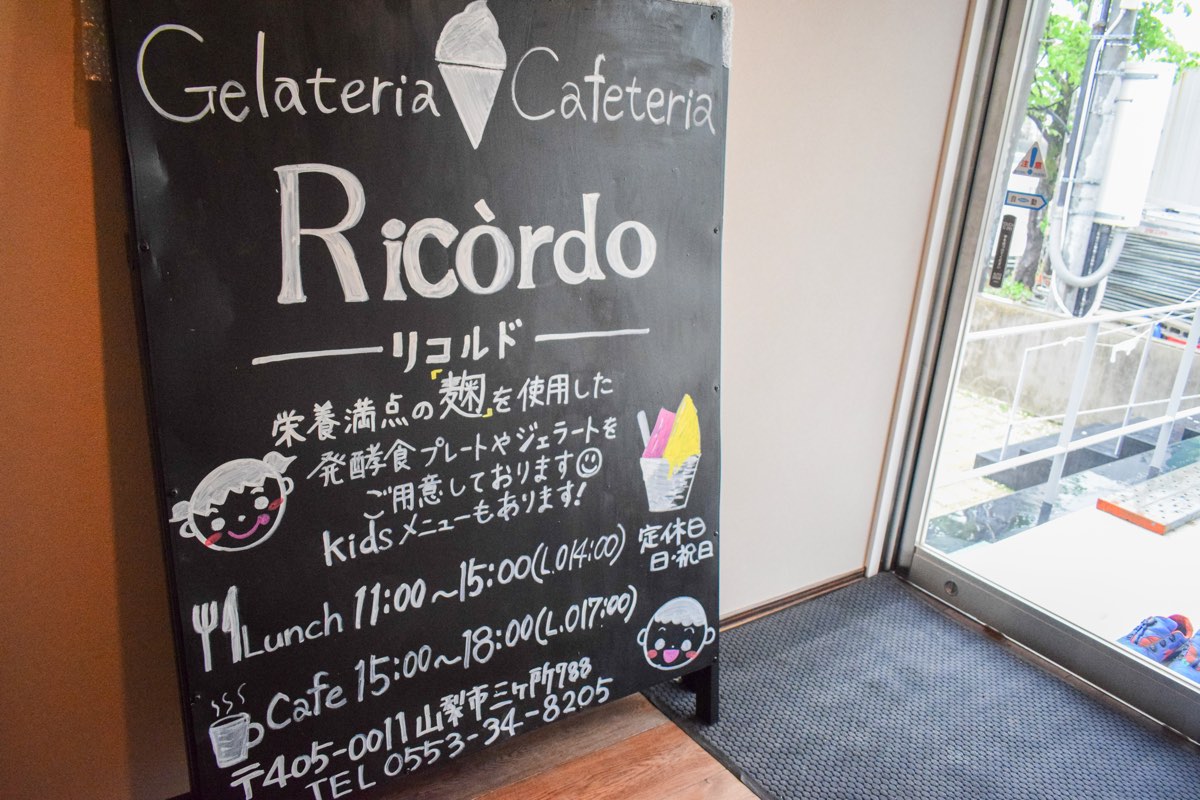 Gelateria Cafeteria
Ricòrdo
リコルド
栄養満点の「麹」を使用した
発酵食プレートやジェラートを
ご用意しております
kidsメニューもあります!
定休日
日・祝日
Lunch 11:00~15:00(L.O14:00)
Cafe 15:00~18:00(L.O17:00)
〒405-0011 山梨市三ヶ所788
TEL 0553-34-8205